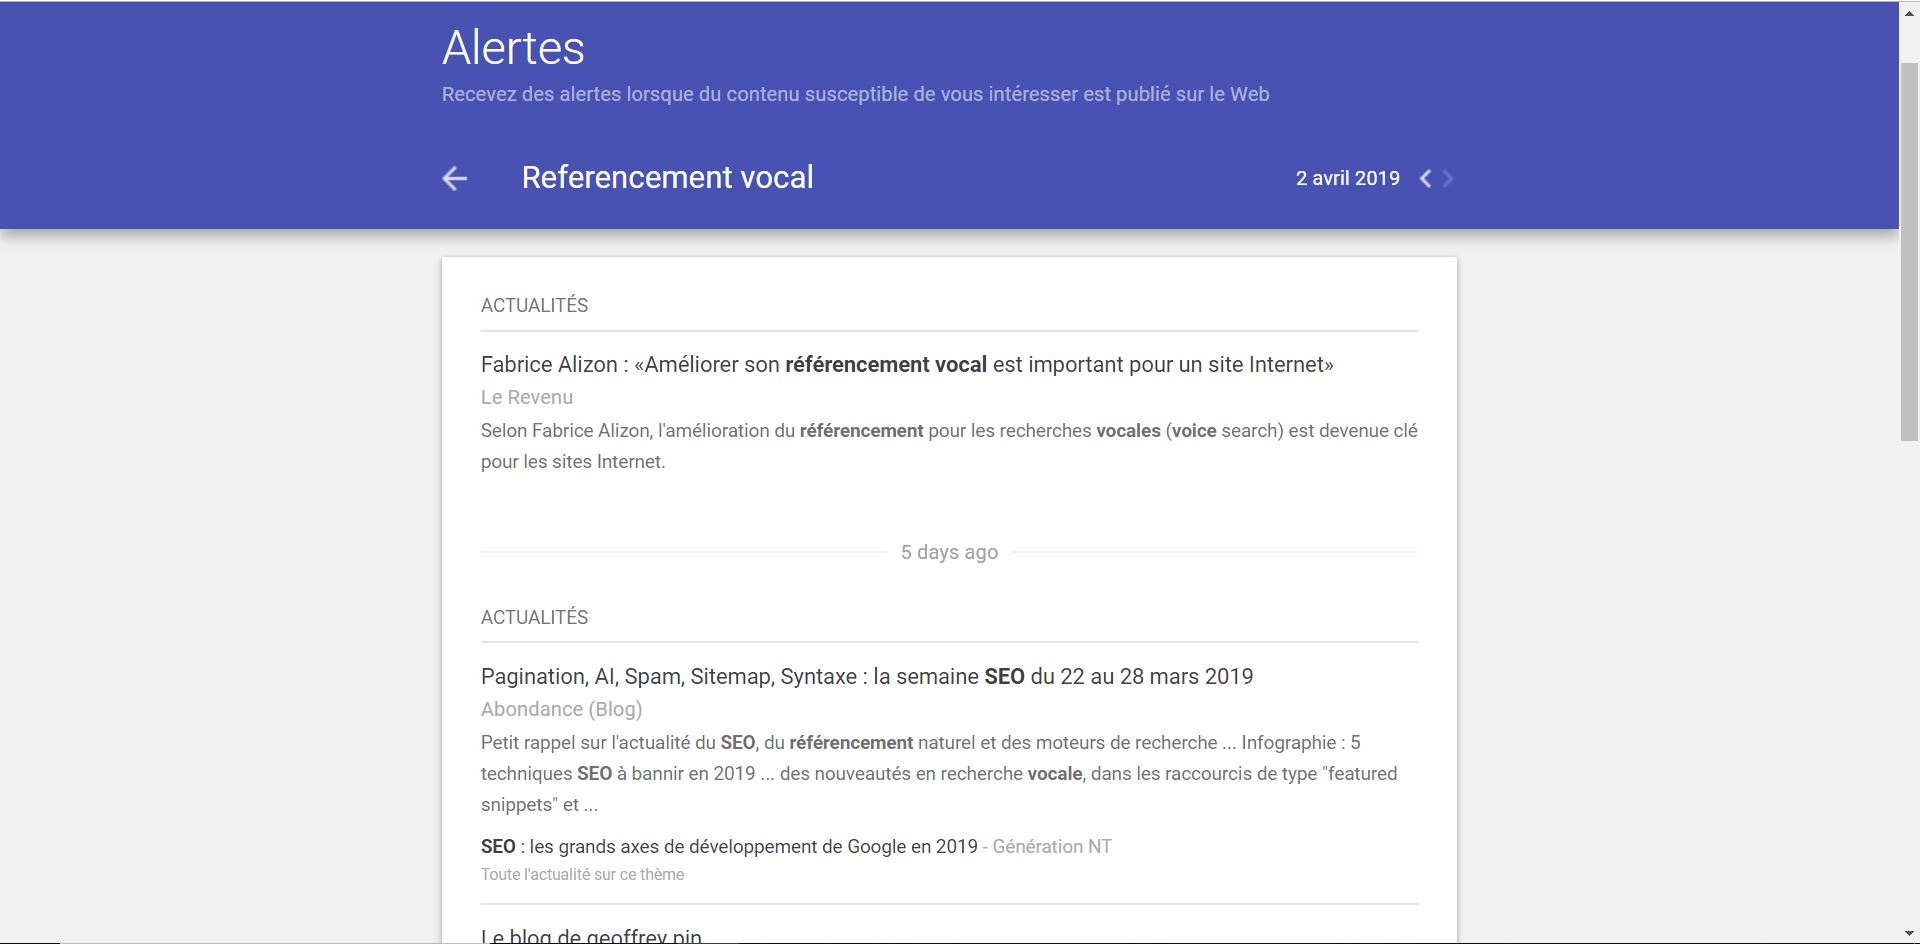 Alertes
Recevez des alertes lorsque du contenu susceptible de vous intéresser est publié sur le Web
Referencement vocal
2 avril 2019
ACTUALITÉS
Fabrice Alizon : «Améliorer son référencement vocal est important pour un site Internet»
Le Revenu
Selon Fabrice Alizon, l'amélioration du référencement pour les recherches vocales (voice search) est devenue clé
pour les sites Internet.
5 days ago
ACTUALITÉS
Pagination, AI, Spam, Sitemap, Syntaxe : la semaine SEO du 22 au 28 mars 2019
Abondance (Blog)
Petit rappel sur l'actualité du SEO, du référencement naturel et des moteurs de recherche ... Infographie : 5
techniques SEO à bannir en 2019 ... des nouveautés en recherche vocale, dans les raccourcis de type "featured
snippets" et ...
SEO : les grands axes de développement de Google en 2019 - Génération NT
Toute l'actualité sur ce thème
Le blog de geoffrey pin